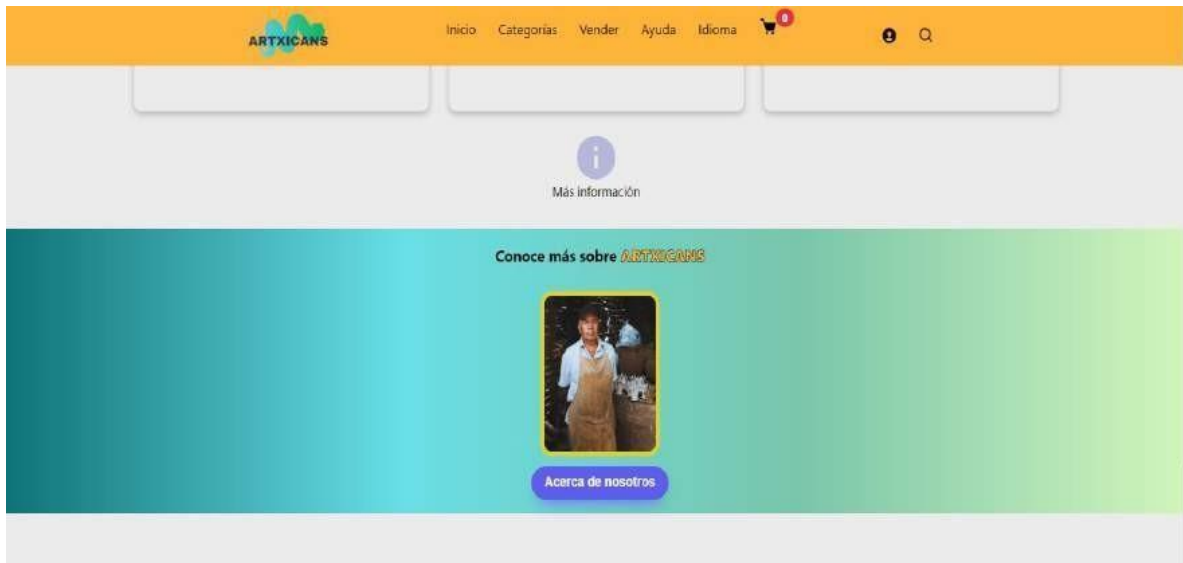 ARTXICANS
Inicio Categorías Vender Ayuda Idioma 0
Más información
Conoce más sobre ARTXICANS
Acerca de nosotros